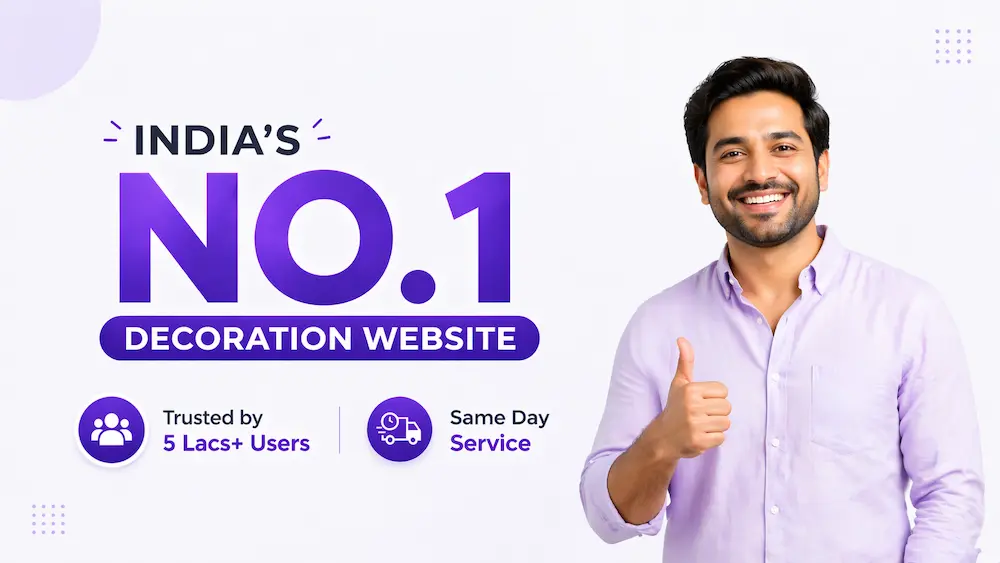 INDIA'S
NO.1
DECORATION WEBSITE
Trusted by
5 Lacs+ Users
Same Day
Service